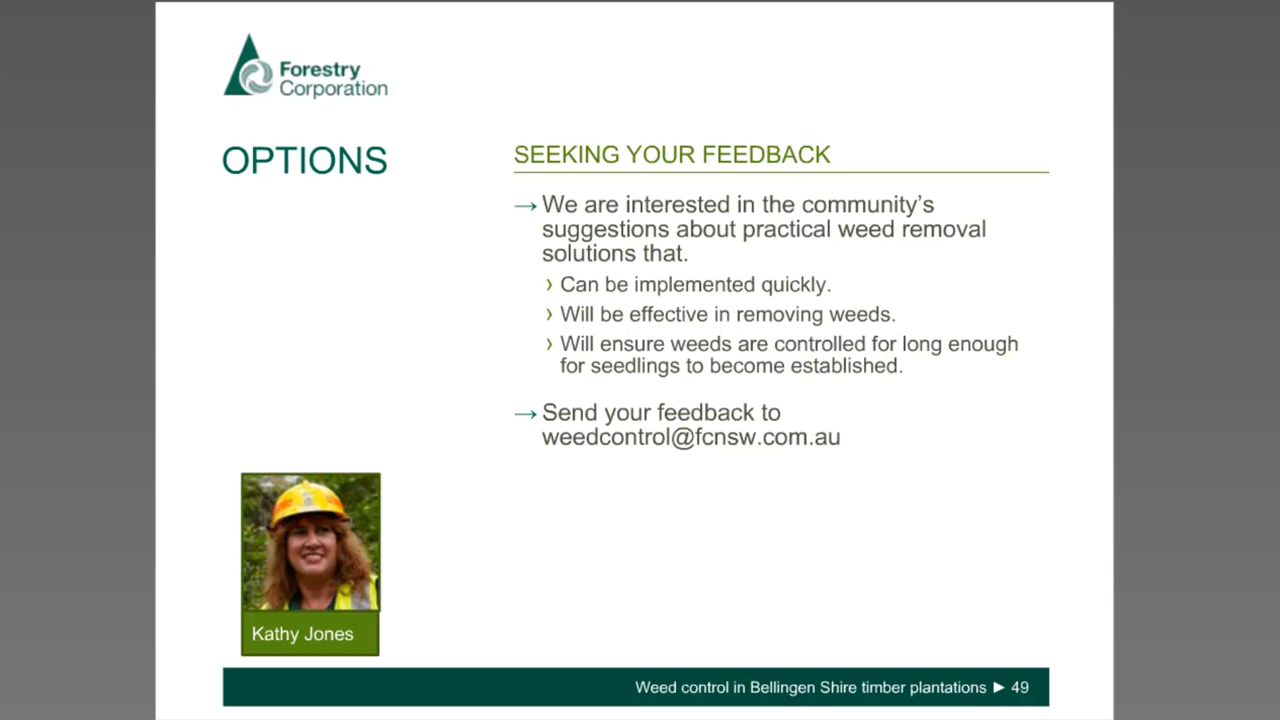 Forestry
Corporation
OPTIONS
SEEKING YOUR FEEDBACK
→ We are interested in the community’s
suggestions about practical weed removal
solutions that.
› Can be implemented quickly.
› Will be effective in removing weeds.
› Will ensure weeds are controlled for long enough
for seedlings to become established.
→ Send your feedback to
weedcontrol@fcnsw.com.au
Kathy Jones
Weed control in Bellingen Shire timber plantations ► 49